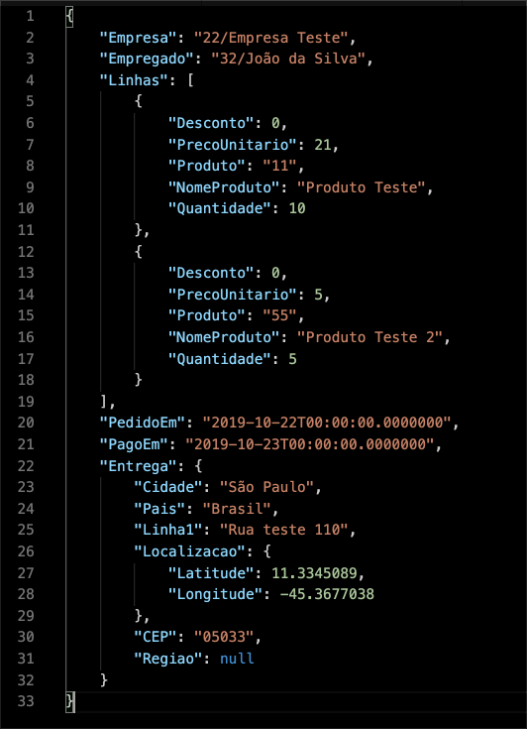 1 {
2     "Empresa": "22/Empresa Teste",
3     "Empregado": "32/João da Silva",
4     "Linhas": [
5         {
6             "Desconto": 0,
7             "PrecoUnitario": 21,
8             "Produto": "11",
9             "NomeProduto": "Produto Teste",
10             "Quantidade": 10
11         },
12         {
13             "Desconto": 0,
14             "PrecoUnitario": 5,
15             "Produto": "55",
16             "NomeProduto": "Produto Teste 2",
17             "Quantidade": 5
18         }
19     ],
20     "PedidoEm": "2019-10-22T00:00:00.0000000",
21     "PagoEm": "2019-10-23T00:00:00.0000000",
22     "Entrega": {
23         "Cidade": "São Paulo",
24         "Pais": "Brasil",
25         "Linha1": "Rua teste 110",
26         "Localizacao": {
27             "Latitude": 11.3345089,
28             "Longitude": -45.3677038
29         },
30         "CEP": "05033",
31         "Regiao": null
32     }
33 }